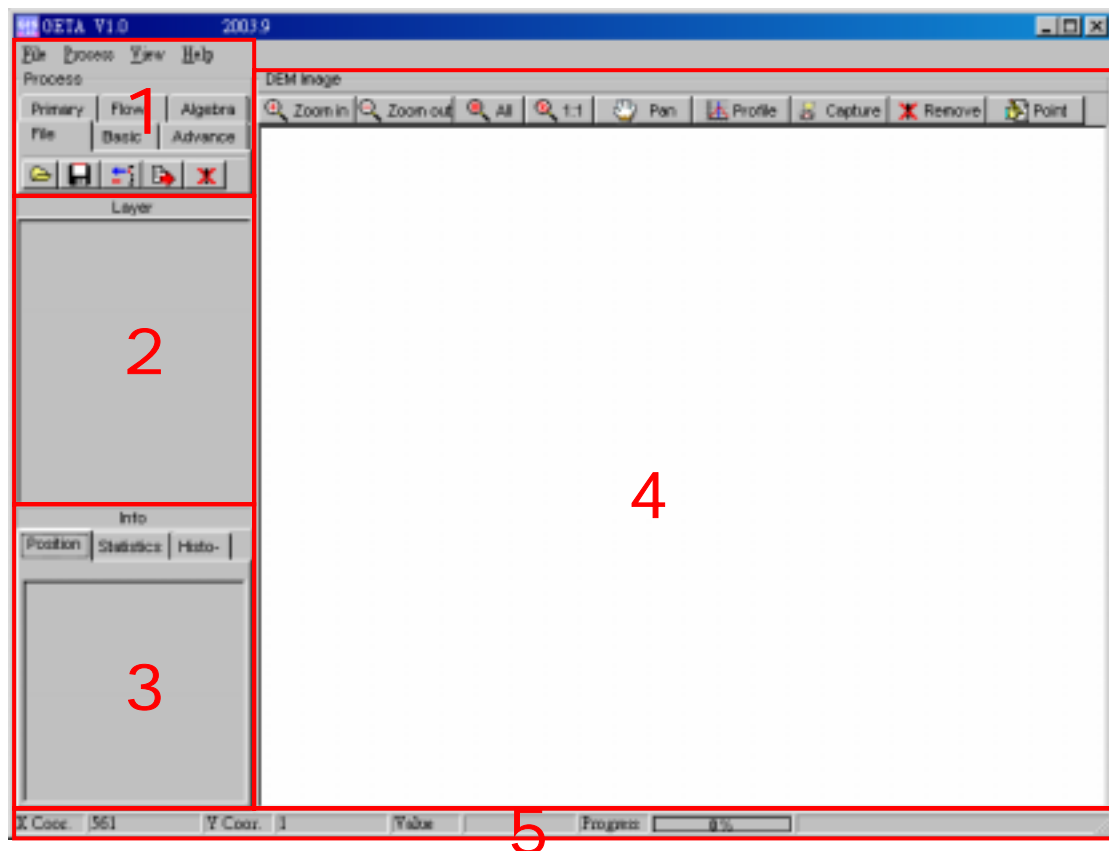 OETA V1.0 2003.9
File Process View Help
Process
Primary Flow Algebra
File Basic Advance
1
Layer
2
Info
Position Statistics Histo-
3
DEM Image
Zoom in Zoom out All 1:1 Pan Profile Capture Remove Point
4
X Coor. 561 Y Coor. 1 Value Progress 0%
5